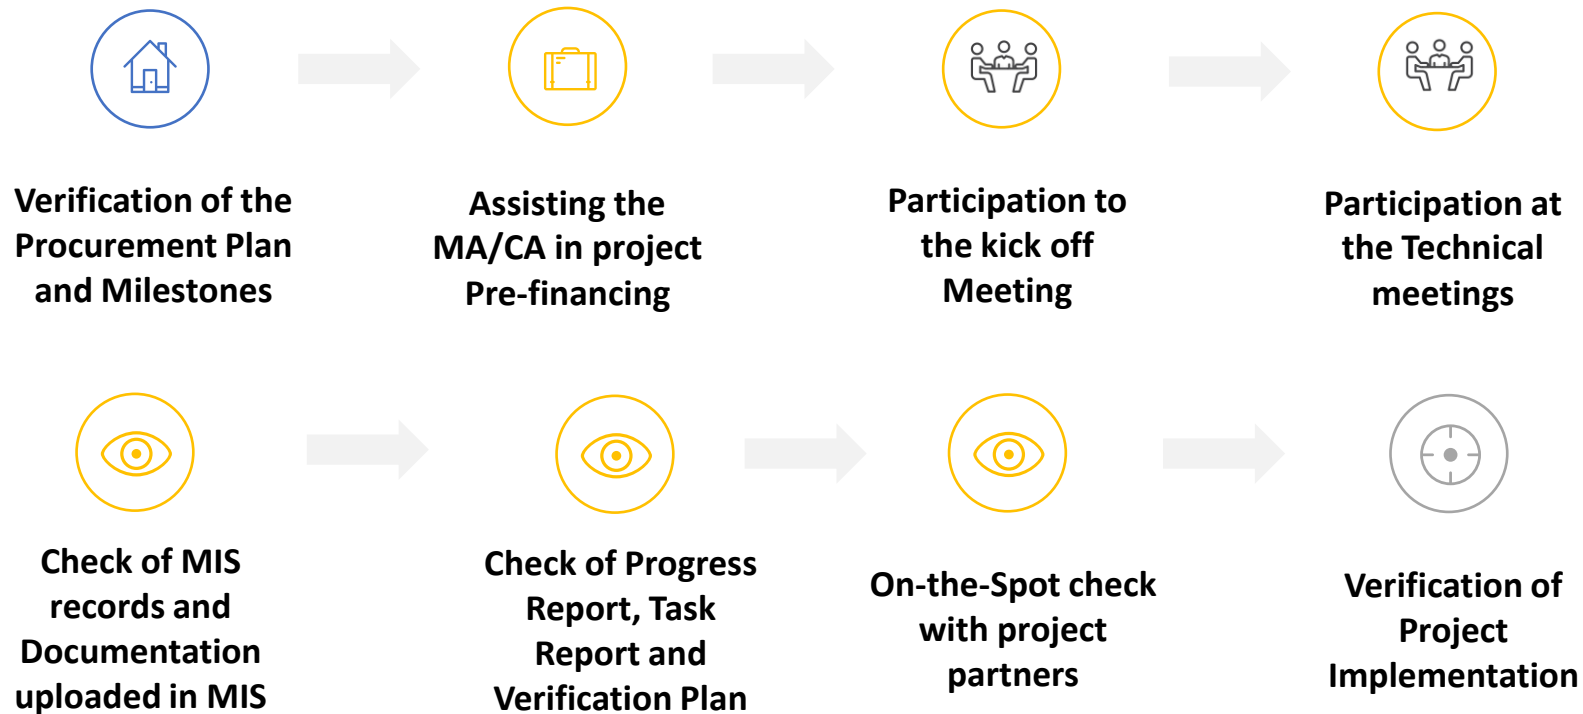 Verification of the
Procurement Plan
and Milestones
Assisting the
MA/CA in project
Pre-financing
Participation to
the kick off
Meeting
Participation at
the Technical
meetings
Check of MIS
records and
Documentation
uploaded in MIS
Check of Progress
Report, Task
Report and
Verification Plan
On-the-Spot check
with project
partners
Verification of
Project
Implementation